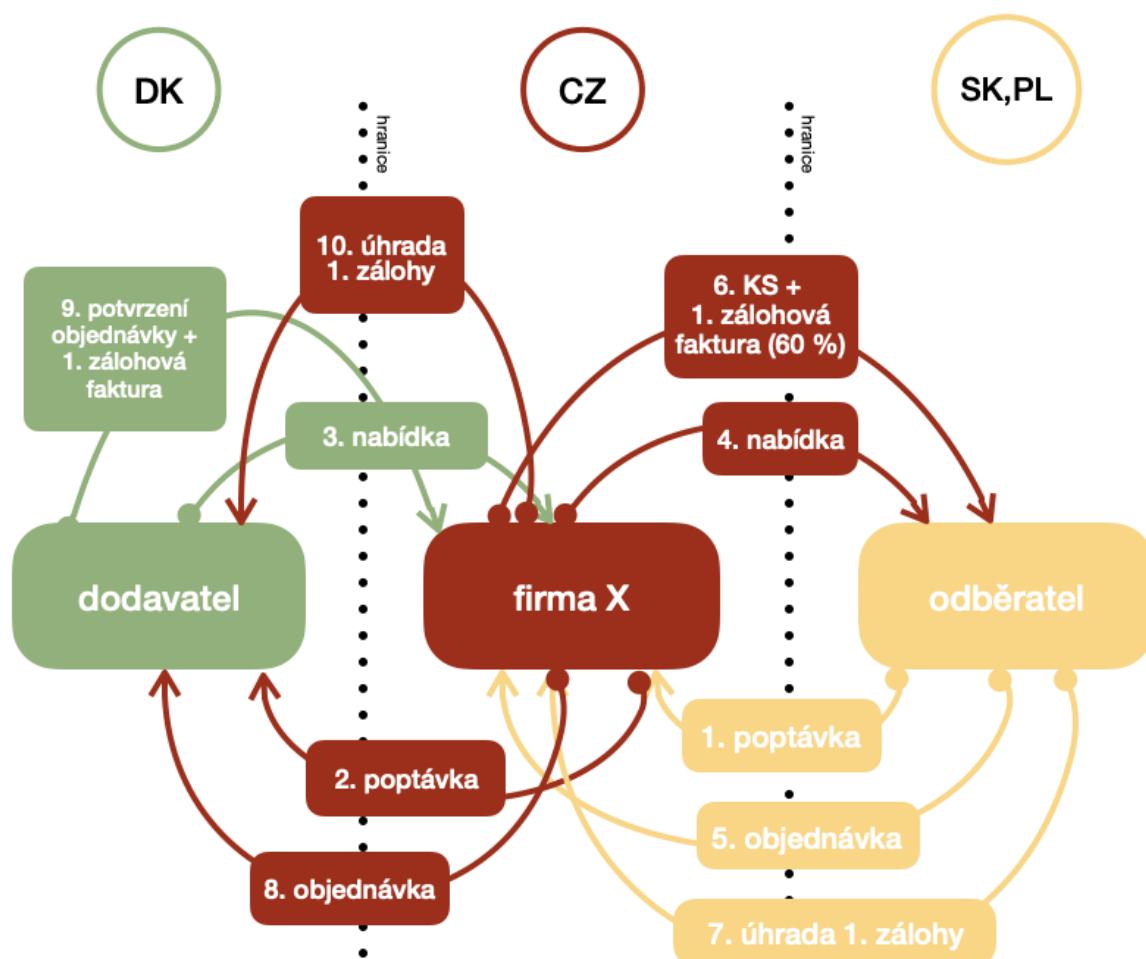 DK
CZ
SK,PL
hranice
hranice
10. úhrada
1. zálohy
9. potvrzení
objednávky +
1. zálohová
faktura
6. KS +
1. zálohová
faktura (60 %)
3. nabídka
4. nabídka
dodavatel
firma X
odběratel
1. poptávka
2. poptávka
5. objednávka
8. objednávka
7. úhrada 1. zálohy